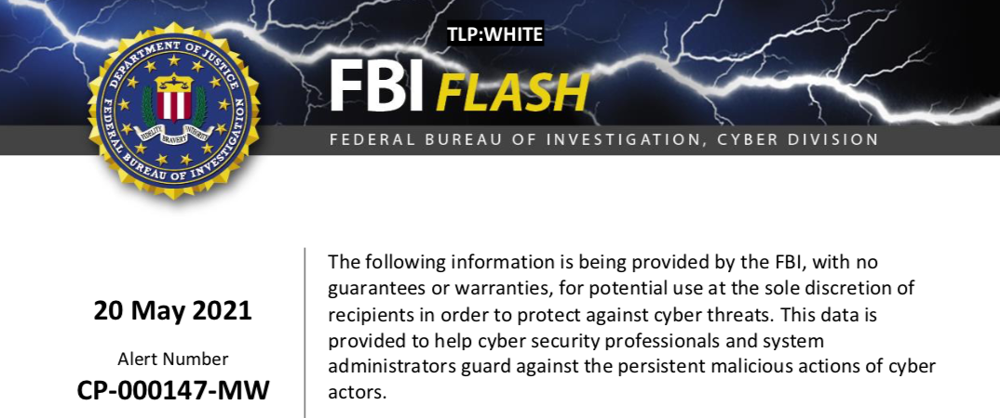 TLP:WHITE
FBI FLASH
FEDERAL BUREAU OF INVESTIGATION, CYBER DIVISION
DEPARTMENT OF JUSTICE
FEDERAL BUREAU OF INVESTIGATION
FIDELITY BRAVERY INTEGRITY
20 May 2021
Alert Number
CP-000147-MW
The following information is being provided by the FBI, with no
guarantees or warranties, for potential use at the sole discretion of
recipients in order to protect against cyber threats. This data is
provided to help cyber security professionals and system
administrators guard against the persistent malicious actions of cyber
actors.